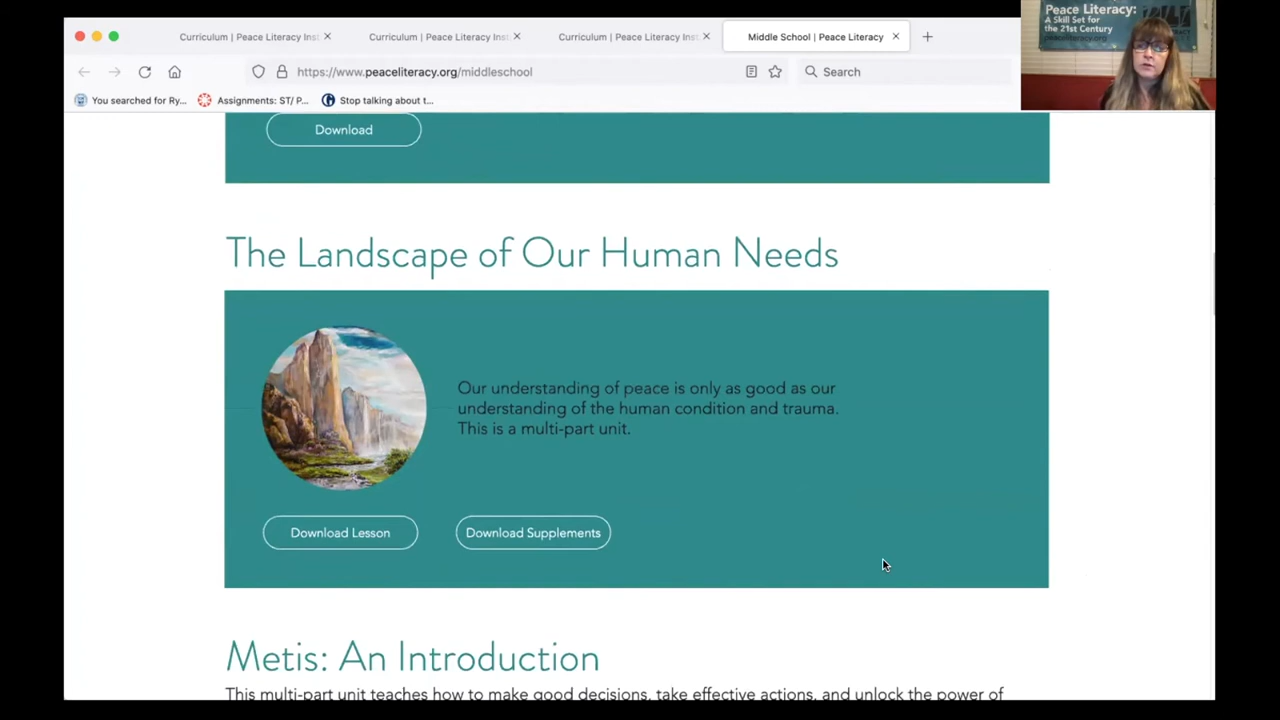 Curriculum | Peace Literacy Inst
Curriculum | Peace Literacy Inst
Curriculum | Peace Literacy Inst
Middle School | Peace Literacy
https://www.peaceliteracy.org/middleschool
Search
You searched for Ry...
Assignments: ST/ P...
Stop talking about t...
Peace Literacy:
A Skill Set for
the 21st Century
peaceliteracy.org
Download
The Landscape of Our Human Needs
Our understanding of peace is only as good as our
understanding of the human condition and trauma.
This is a multi-part unit.
Download Lesson
Download Supplements
Metis: An Introduction
This multi-part unit teaches how to make good decisions, take effective actions, and unlock the power of